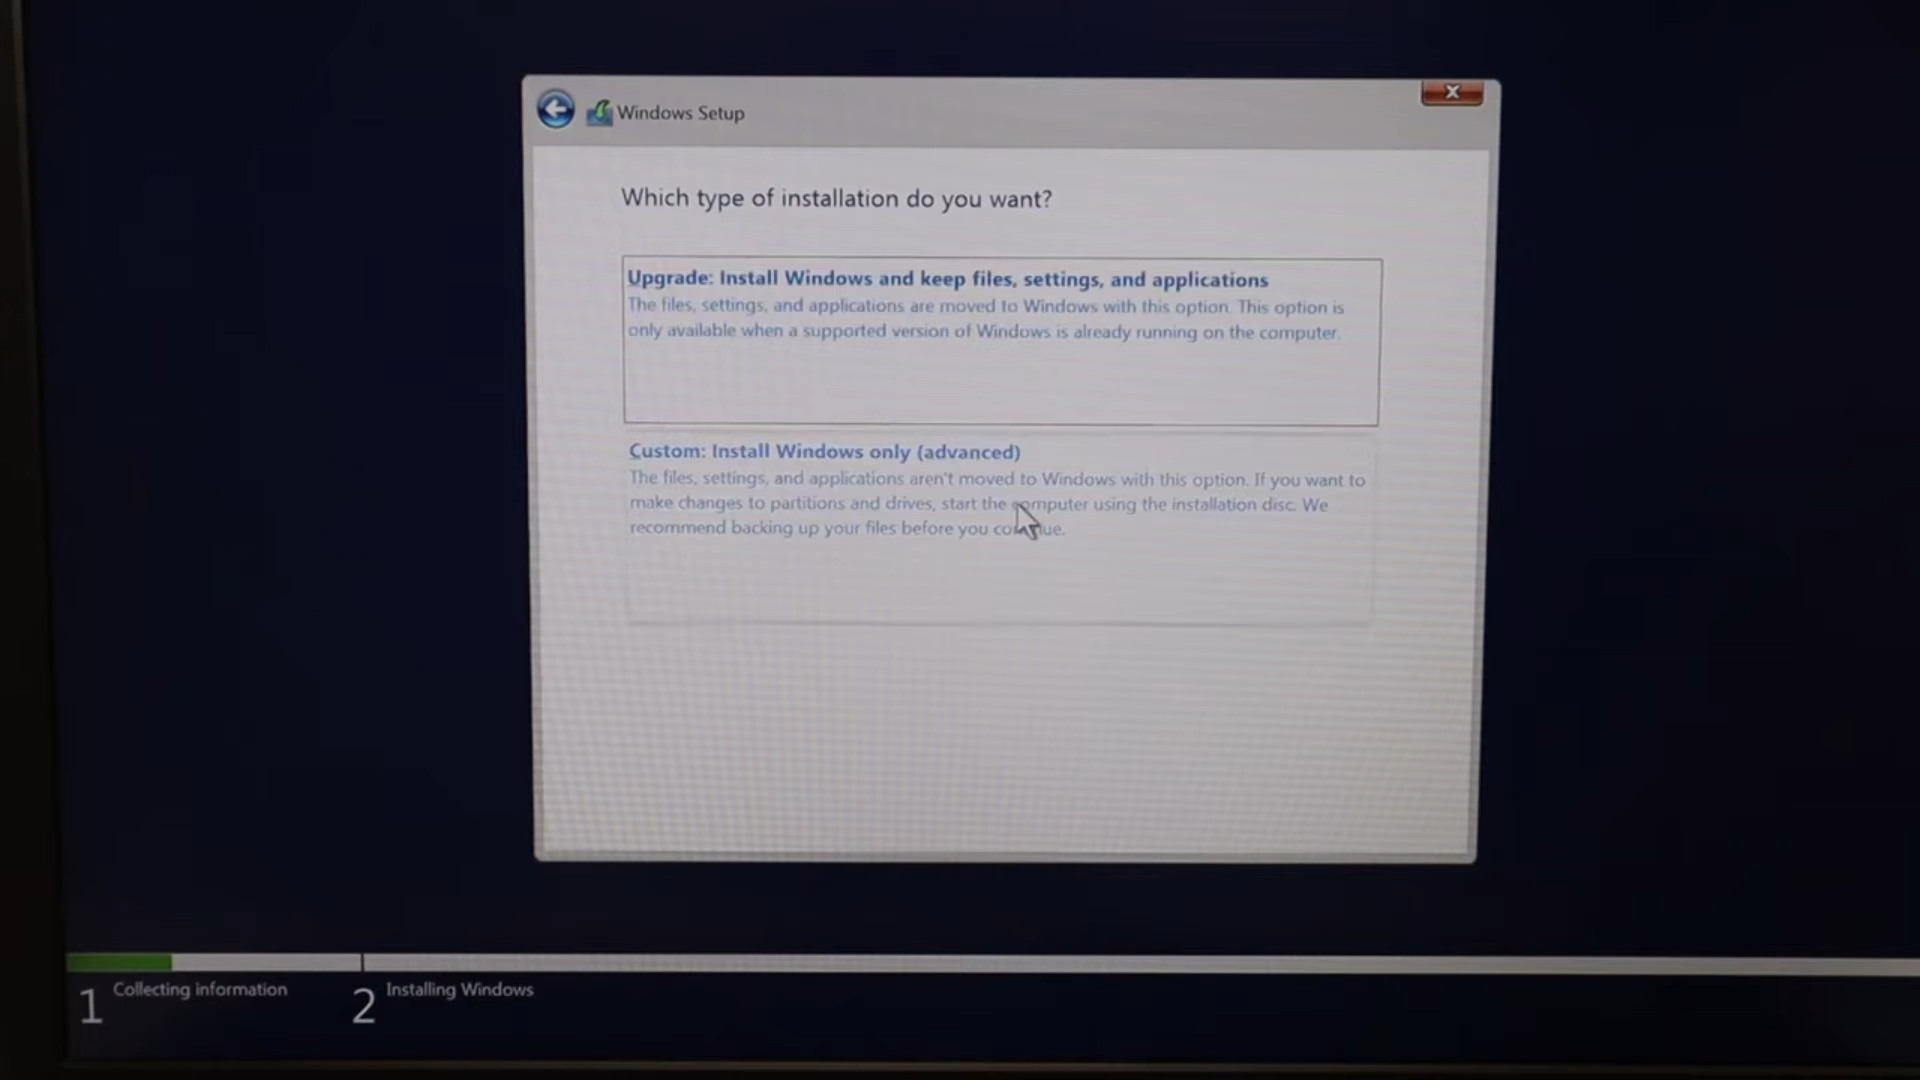 Windows Setup
X
Which type of installation do you want?
Upgrade: Install Windows and keep files, settings, and applications
The files, settings, and applications are moved to Windows with this option. This option is
only available when a supported version of Windows is already running on the computer.
Custom: Install Windows only (advanced)
The files, settings, and applications aren't moved to Windows with this option. If you want to
make changes to partitions and drives, start the computer using the installation disc. We
recommend backing up your files before you continue.
1 Collecting information
2 Installing Windows